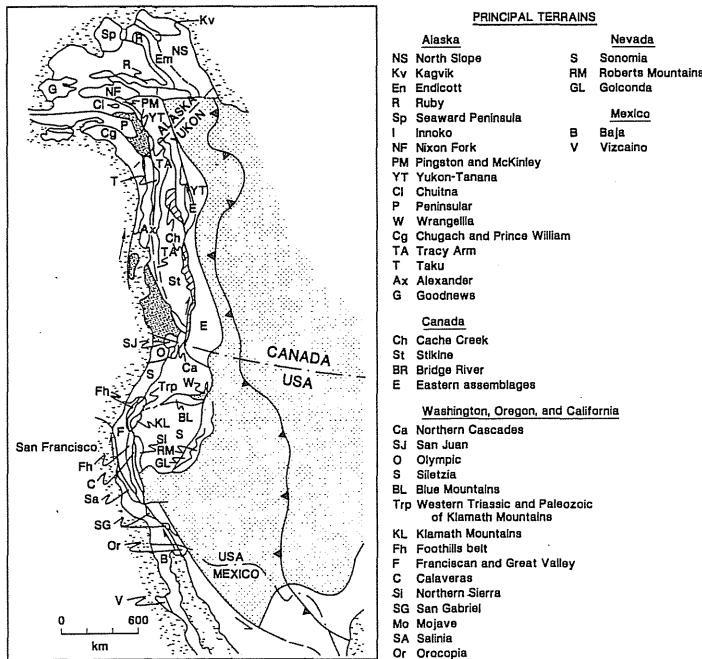 Kv
Sp
R
NS
Em
R
G
NF
I
Cl
PM
YT
ALASKA
YUKON
P
Cg
TA
T
YT
E
Ax
Ch
TA
St
E
SJ
O
CANADA
USA
S
Ca
Trp
W
Fh
BL
KL
S
F
SI
San Francisco
RM
GL
Fh
C
Sa
SG
Or
B
USA
MEXICO
V
0 600
km
PRINCIPAL TERRAINS
Alaska
NS North Slope
Kv Kagvik
En Endicott
R Ruby
Sp Seaward Peninsula
I Innoko
NF Nixon Fork
PM Pingston and McKinley
YT Yukon-Tanana
Cl Chuitna
P Peninsular
W Wrangellia
Cg Chugach and Prince William
TA Tracy Arm
T Taku
Ax Alexander
G Goodnews
Canada
Ch Cache Creek
St Stikine
BR Bridge River
E Eastern assemblages
Washington, Oregon, and California
Ca Northern Cascades
SJ San Juan
O Olympic
S Siletzia
BL Blue Mountains
Trp Western Triassic and Paleozoic
of Klamath Mountains
KL Klamath Mountains
Fh Foothills belt
F Franciscan and Great Valley
C Calaveras
Si Northern Sierra
SG San Gabriel
Mo Mojave
SA Salinia
Or Orocopia
Nevada
S Sonomia
RM Roberts Mountains
GL Golconda
Mexico
B Baja
V Vizcaino